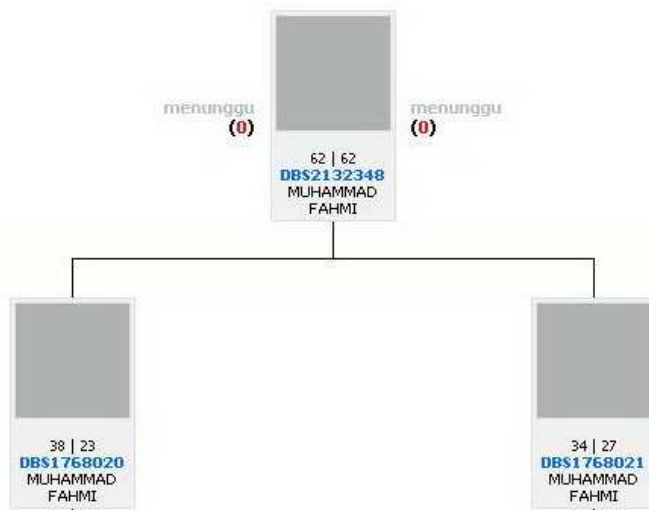 menunggu
(0)
menunggu
(0)
62 | 62
DBS2132348
MUHAMMAD
FAHMI
38 | 23
DBS1768020
MUHAMMAD
FAHMI
34 | 27
DBS1768021
MUHAMMAD
FAHMI